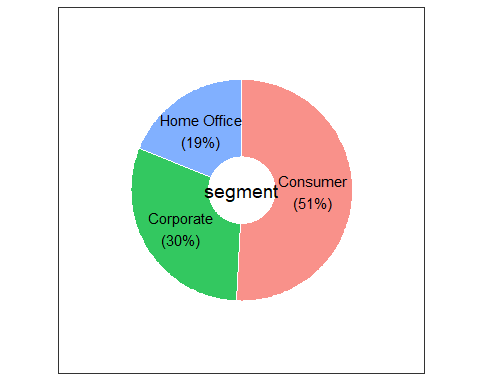 Home Office
(19%)
segment
Consumer
(51%)
Corporate
(30%)